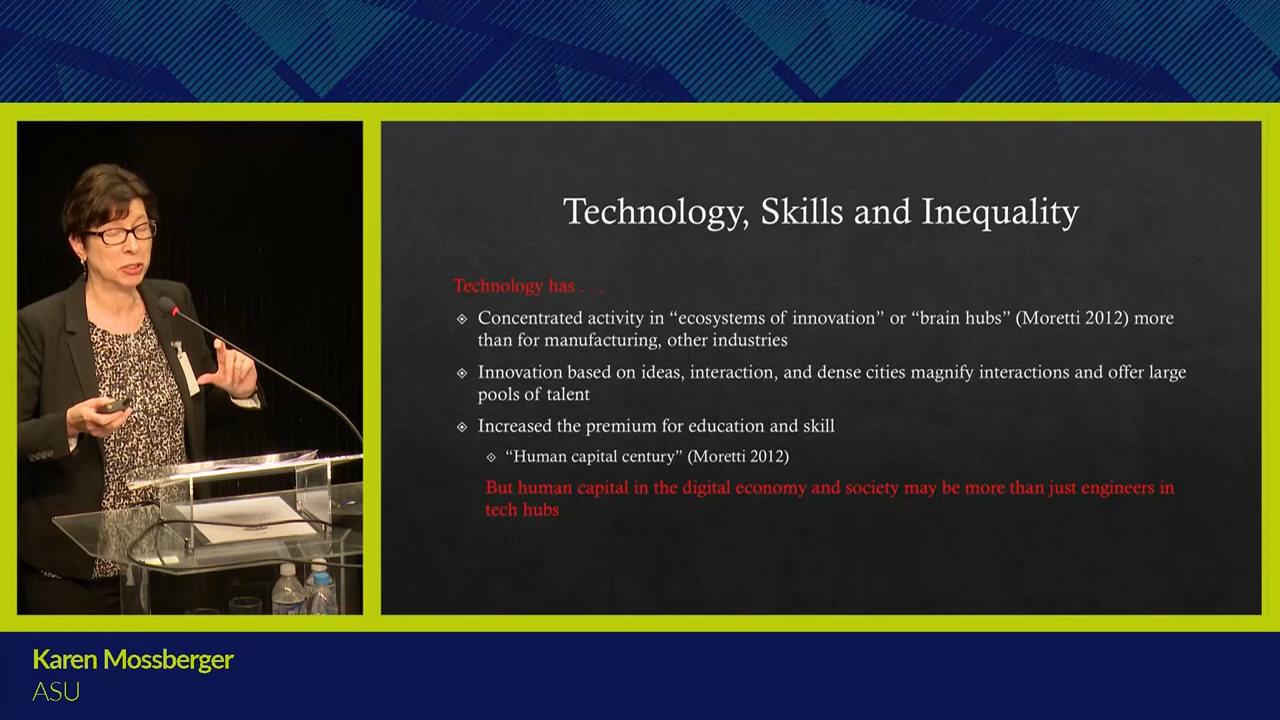 Technology, Skills and Inequality
Technology has . . .
Concentrated activity in “ecosystems of innovation” or “brain hubs” (Moretti 2012) more
than for manufacturing, other industries
Innovation based on ideas, interaction, and dense cities magnify interactions and offer large
pools of talent
Increased the premium for education and skill
“Human capital century” (Moretti 2012)
But human capital in the digital economy and society may be more than just engineers in
tech hubs
Karen Mossberger
ASU